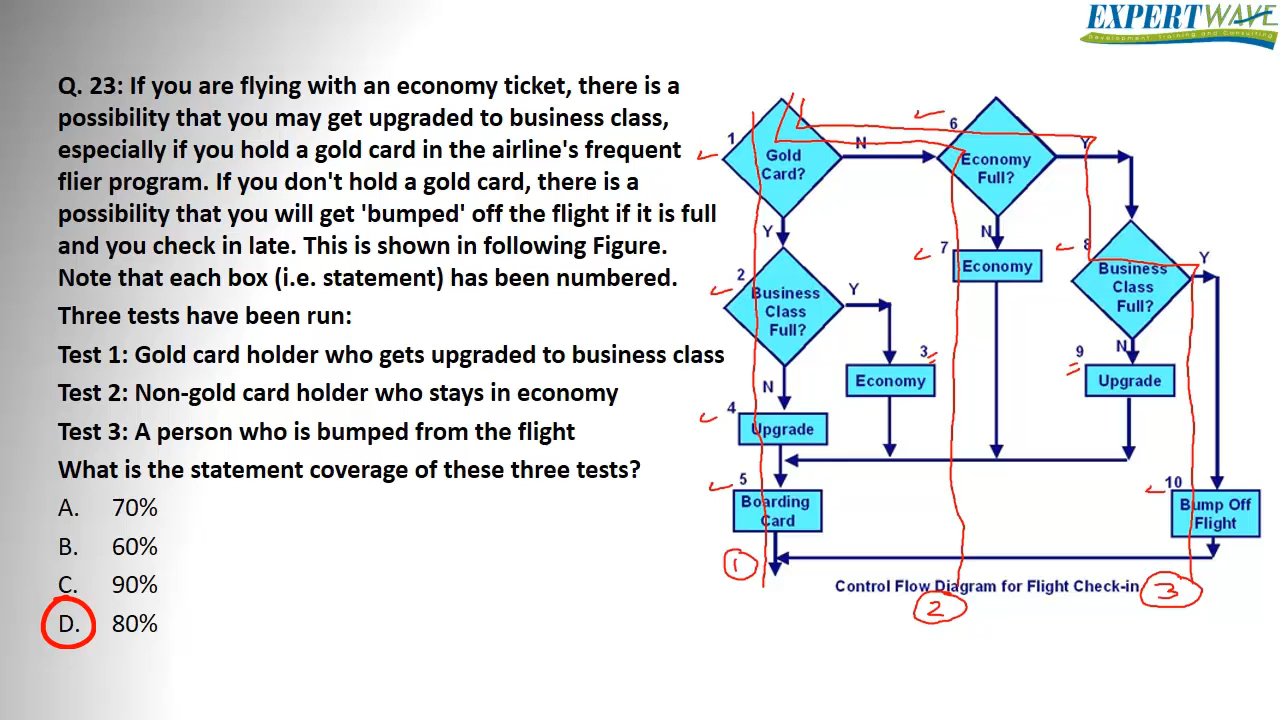 EXPERTWAVE
Development, Training and Consulting
Q. 23: If you are flying with an economy ticket, there is a
possibility that you may get upgraded to business class,
especially if you hold a gold card in the airline's frequent
flier program. If you don't hold a gold card, there is a
possibility that you will get 'bumped' off the flight if it is full
and you check in late. This is shown in following Figure.
Note that each box (i.e. statement) has been numbered.
Three tests have been run:
Test 1: Gold card holder who gets upgraded to business class
Test 2: Non-gold card holder who stays in economy
Test 3: A person who is bumped from the flight
What is the statement coverage of these three tests?
A. 70%
B. 60%
C. 90%
D. 80%
1
Gold
Card?
N
Y
6
Economy
Full?
Y
N
2
Business
Class
Full?
Y
N
7
Economy
8
Business
Class
Full?
Y
N
3
Economy
9
Upgrade
4
Upgrade
5
Boarding
Card
10
Bump Off
Flight
1
2
3
Control Flow Diagram for Flight Check-in